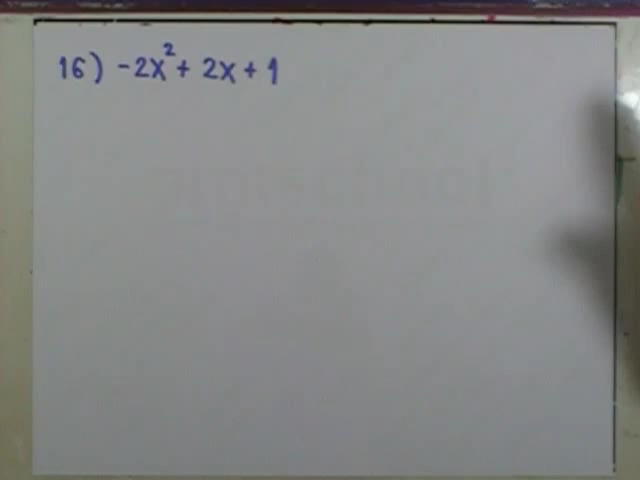 16) -2x² + 2x + 1